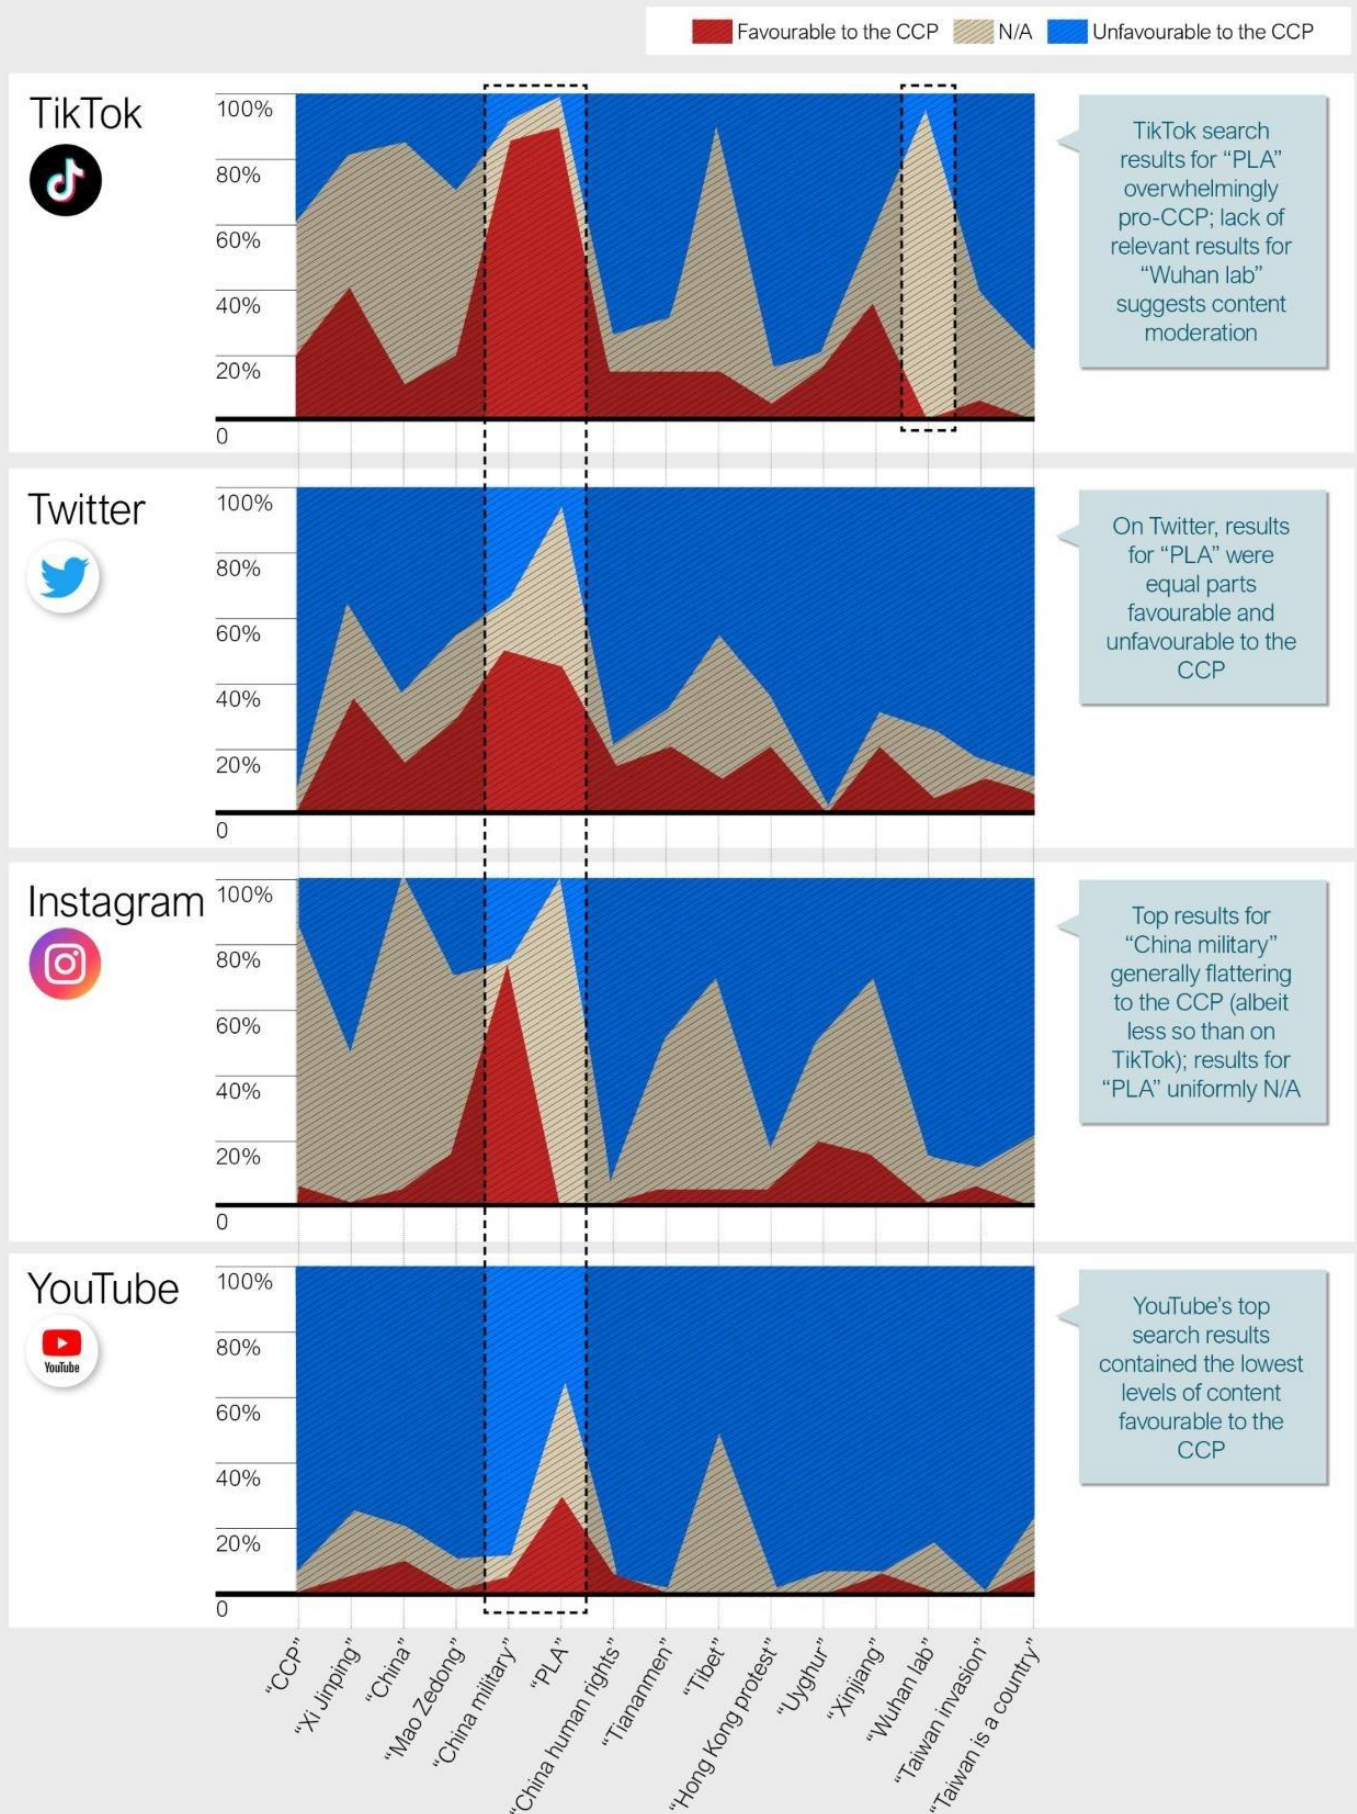 Favourable to the CCP N/A Unfavourable to the CCP
TikTok
100%
80%
60%
40%
20%
0
TikTok search
results for “PLA”
overwhelmingly
pro-CCP; lack of
relevant results for
“Wuhan lab”
suggests content
moderation
Twitter
100%
80%
60%
40%
20%
0
On Twitter, results
for “PLA” were
equal parts
favourable and
unfavourable to the
CCP
Instagram
100%
80%
60%
40%
20%
0
Top results for
“China military”
generally flattering
to the CCP (albeit
less so than on
TikTok); results for
“PLA” uniformly N/A
YouTube
YouTube
100%
80%
60%
40%
20%
0
YouTube’s top
search results
contained the lowest
levels of content
favourable to the
CCP
“CCP”
“Xi Jinping”
“China”
“Mao Zedong”
“China military”
“PLA”
“China human rights”
“Tiananmen”
“Tibet”
“Hong Kong protest”
“Uyghur”
“Xinjiang”
“Wuhan lab”
“Taiwan invasion”
“Taiwan is a country”